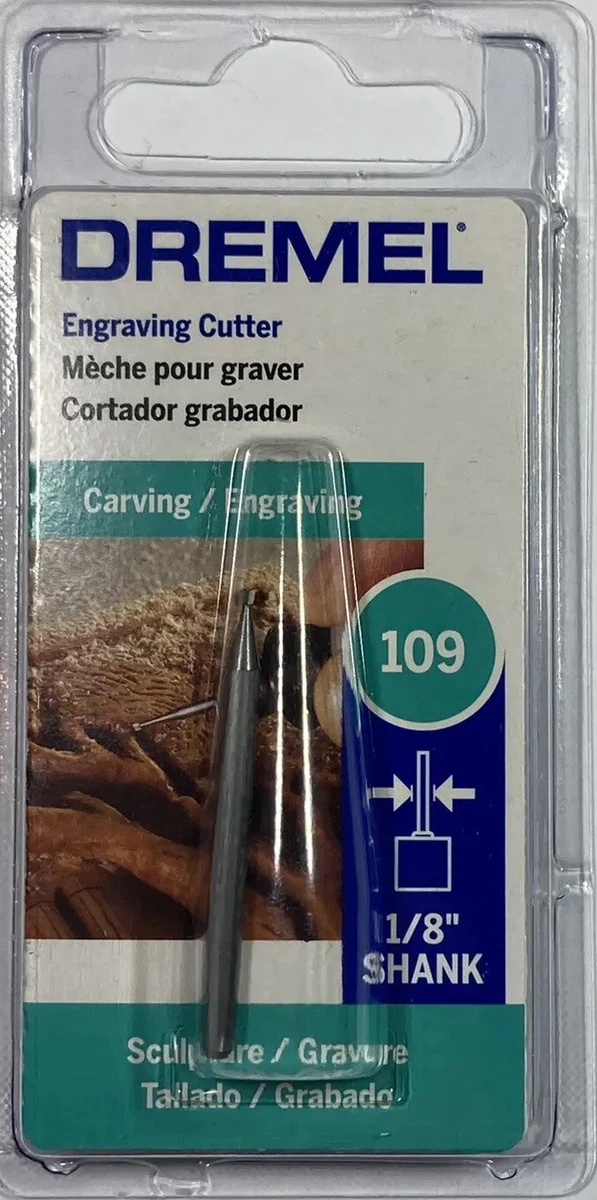 DREMEL®
Engraving Cutter
Mèche pour graver
Cortador grabador
Carving / Engraving
109
1/8"
SHANK
Sculpture / Gravure
Tallado / Grabado